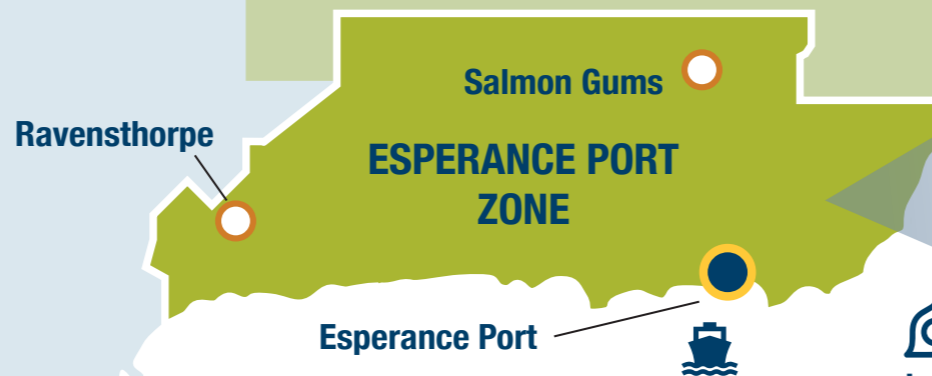 Salmon Gums
Ravensthorpe
ESPERANCE PORT
ZONE
Esperance Port